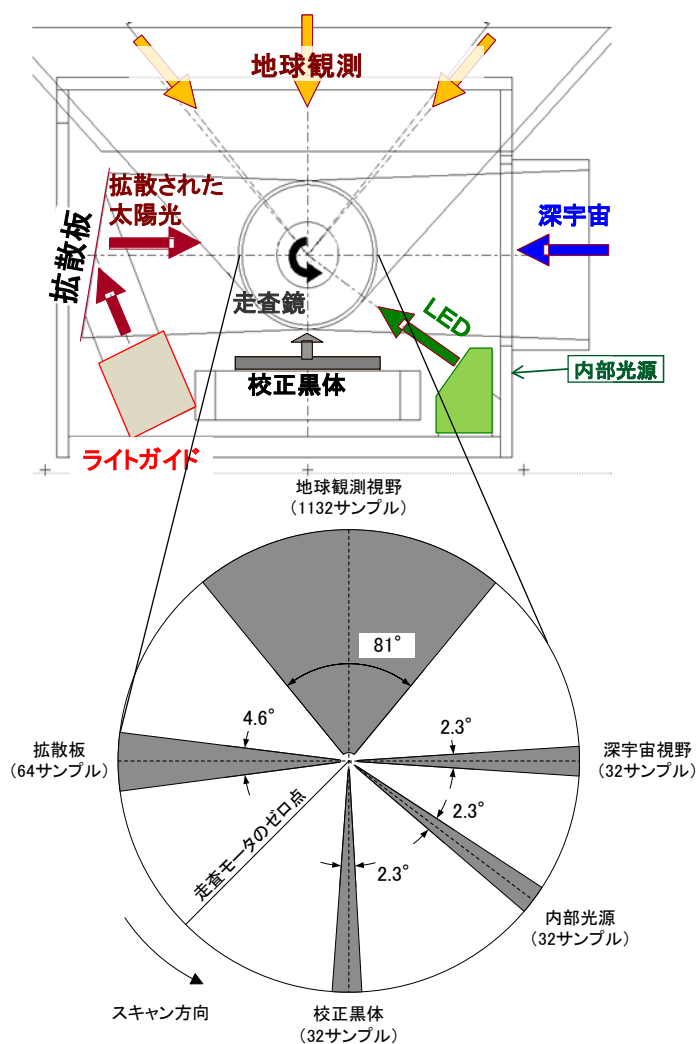 地球観測
拡散された
太陽光
拡散板
深宇宙
走査鏡
LED
校正黒体
内部光源
ライトガイド
地球観測視野
（1132サンプル）
81°
4.6°
2.3°
拡散板
（64サンプル）
深宇宙視野
（32サンプル）
2.3°
走査モータのゼロ点
2.3°
内部光源
（32サンプル）
スキャン方向
校正黒体
（32サンプル）